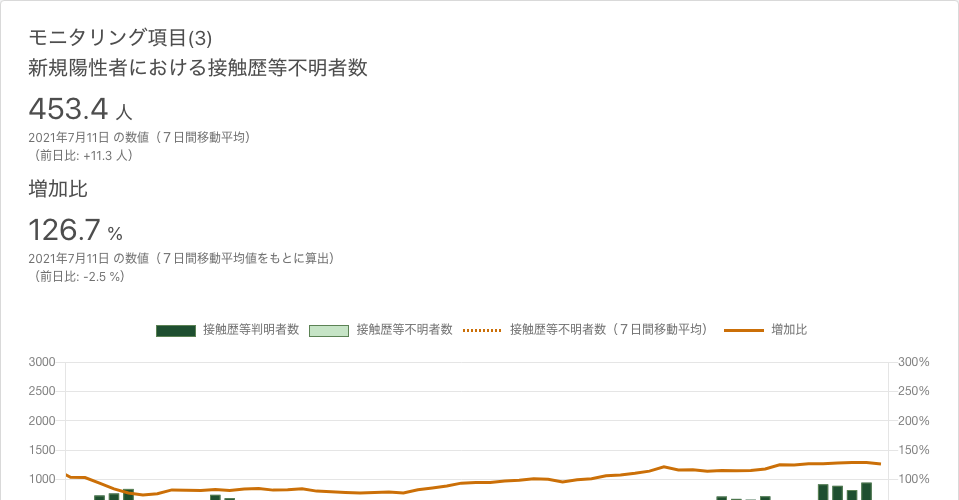 モニタリング項目(3)
新規陽性者における接触歴等不明者数
453.4 人
2021年7月11日 の数値（７日間移動平均）
（前日比: +11.3 人）
増加比
126.7 %
2021年7月11日 の数値（７日間移動平均値をもとに算出）
（前日比: -2.5 %）
接触歴等判明者数 接触歴等不明者数 接触歴等不明者数（７日間移動平均） 増加比
3000 300%
2500 250%
2000 200%
1500 150%
1000 100%